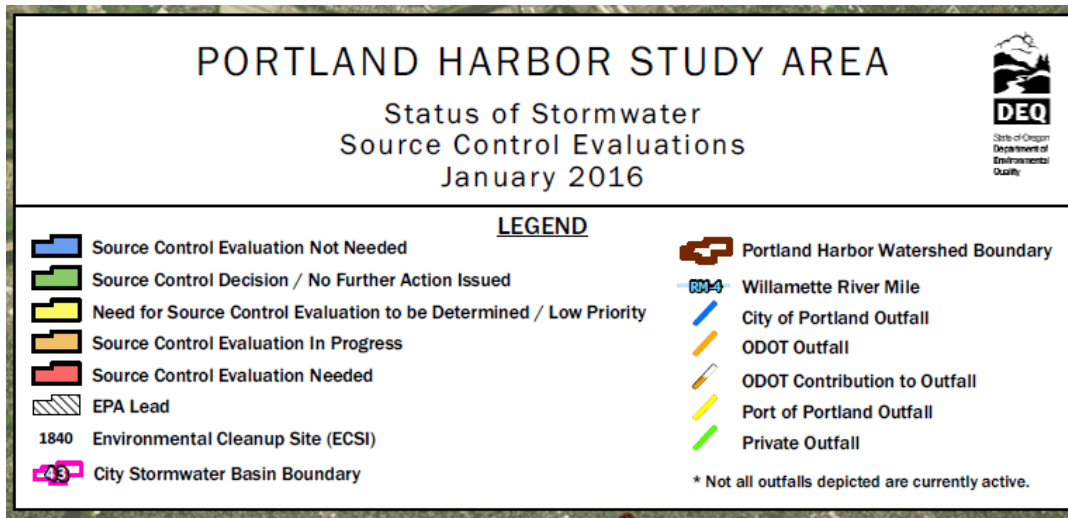 PORTLAND HARBOR STUDY AREA
Status of Stormwater
Source Control Evaluations
January 2016
DEQ
State of Oregon
Department of
Environmental
Quality
LEGEND
Source Control Evaluation Not Needed
Source Control Decision / No Further Action Issued
Need for Source Control Evaluation to be Determined / Low Priority
Source Control Evaluation In Progress
Source Control Evaluation Needed
EPA Lead
1840 Environmental Cleanup Site (ECSI)
43 City Stormwater Basin Boundary
Portland Harbor Watershed Boundary
RM-4 Willamette River Mile
City of Portland Outfall
ODOT Outfall
ODOT Contribution to Outfall
Port of Portland Outfall
Private Outfall
* Not all outfalls depicted are currently active.